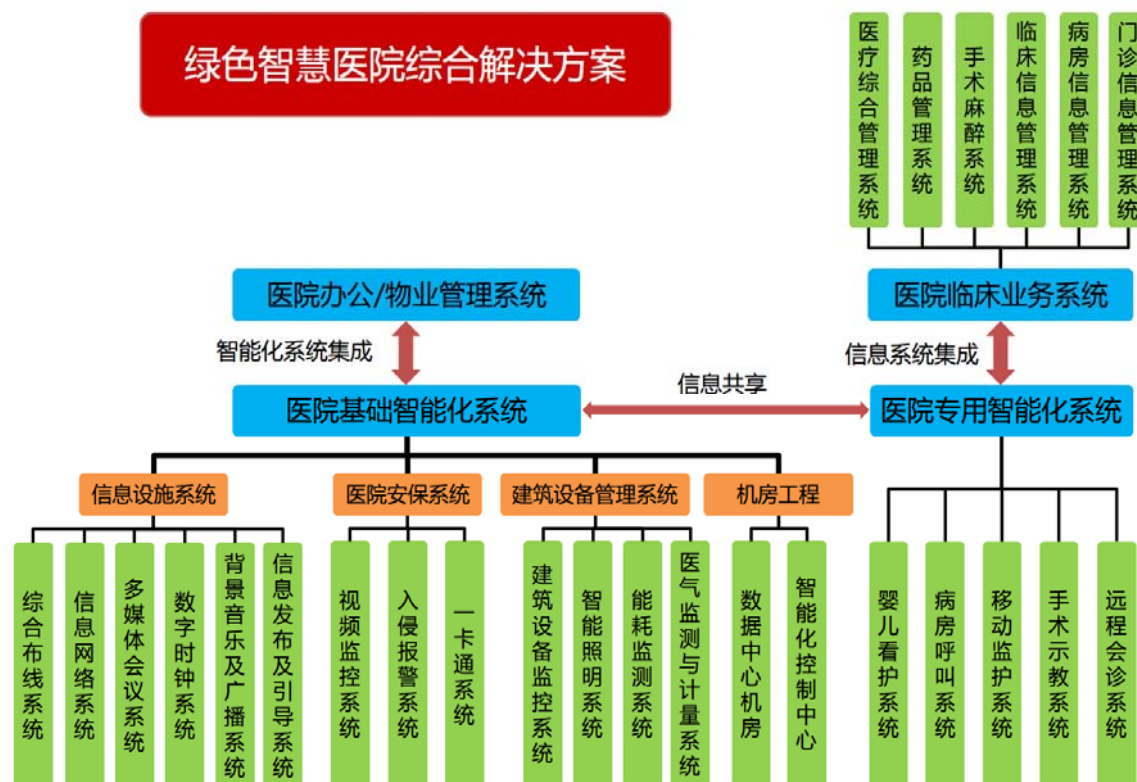 绿色智慧医院综合解决方案
医疗综合管理系统
药品管理系统
手术麻醉系统
临床信息管理系统
病房信息管理系统
门诊信息管理系统
医院办公/物业管理系统
医院临床业务系统
智能化系统集成
信息系统集成
信息共享
医院基础智能化系统
医院专用智能化系统
信息设施系统
医院安保系统
建筑设备管理系统
机房工程
综合布线系统
信息网络系统
多媒体会议系统
数字时钟系统
背景音乐及广播系统
信息发布及引导系统
视频监控系统
入侵报警系统
一卡通系统
建筑设备监控系统
智能照明系统
能耗监测系统
医气监测与计量系统
数据中心机房
智能化控制中心
婴儿看护系统
病房呼叫系统
移动监护系统
手术示教系统
远程会诊系统